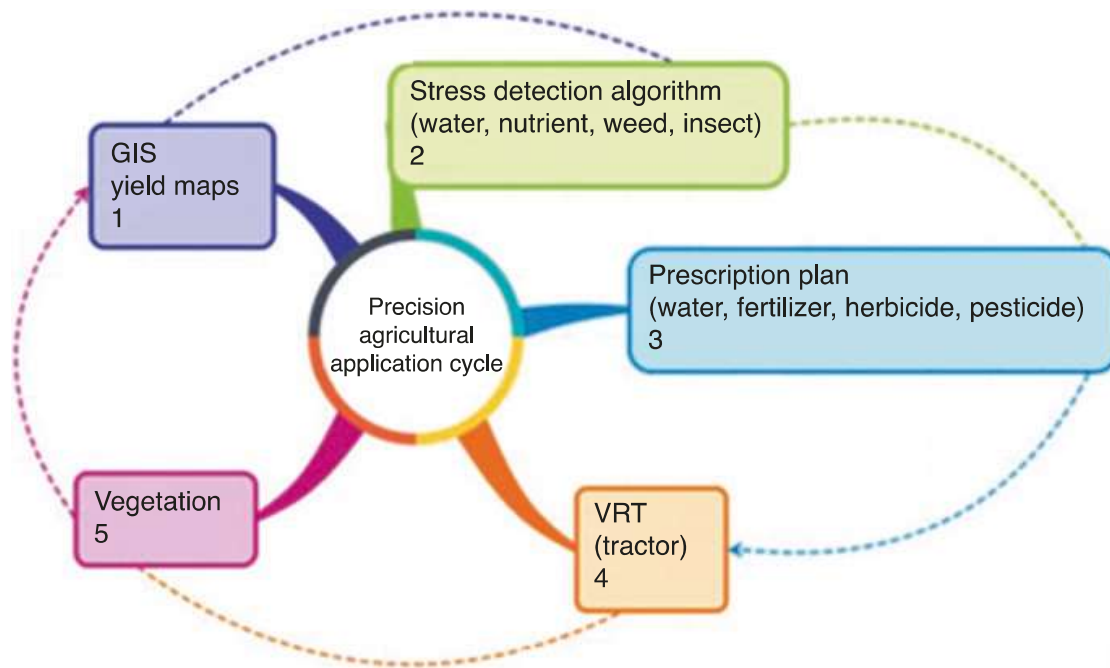 GIS
yield maps
1
Stress detection algorithm
(water, nutrient, weed, insect)
2
Prescription plan
(water, fertilizer, herbicide, pesticide)
3
Precision
agricultural
application cycle
VRT
(tractor)
4
Vegetation
5